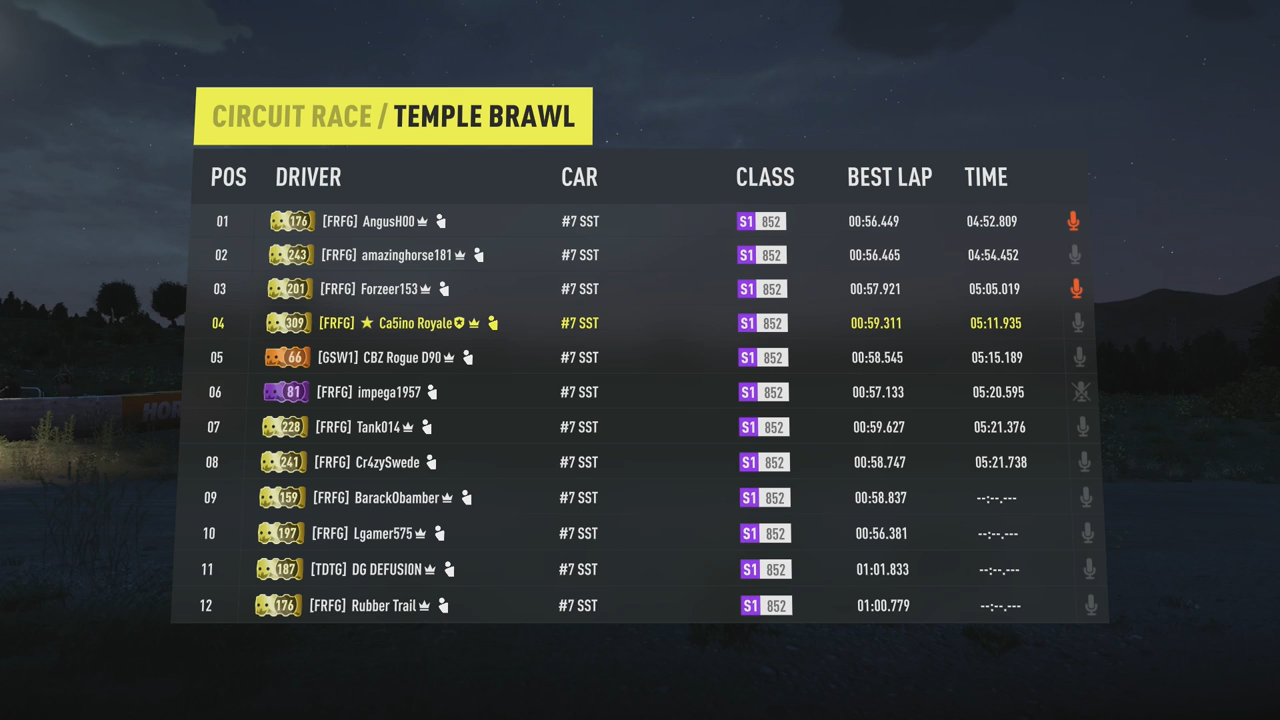 CIRCUIT RACE / TEMPLE BRAWL
POS DRIVER CAR CLASS BEST LAP TIME
01 176 [FRFG] AngusH00 #7 SST S1 852 00:56.449 04:52.809
02 243 [FRFG] amazinghorse181 #7 SST S1 852 00:56.465 04:54.452
03 201 [FRFG] Forzeer153 #7 SST S1 852 00:57.921 05:05.019
04 309 [FRFG] ★ Ca5ino Royale #7 SST S1 852 00:59.311 05:11.935
05 66 [GSW1] CBZ Rogue D90 #7 SST S1 852 00:58.545 05:15.189
06 81 [FRFG] impega1957 #7 SST S1 852 00:57.133 05:20.595
07 228 [FRFG] Tank014 #7 SST S1 852 00:59.627 05:21.376
08 241 [FRFG] Cr4zySwede #7 SST S1 852 00:58.747 05:21.738
09 159 [FRFG] BarackObamber #7 SST S1 852 00:58.837 --:--.---
10 197 [FRFG] Lgamer575 #7 SST S1 852 00:56.381 --:--.---
11 187 [TDTG] DG DEFUSION #7 SST S1 852 01:01.833 --:--.---
12 176 [FRFG] Rubber Trail #7 SST S1 852 01:00.779 --:--.---